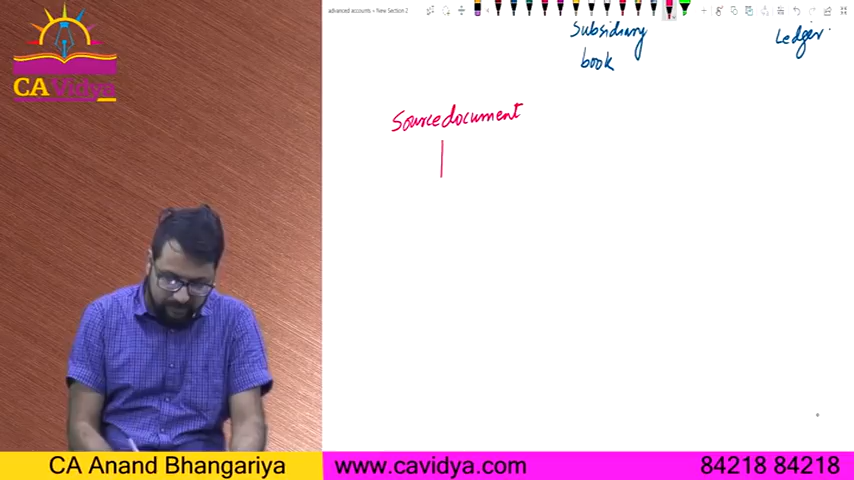 advanced accounts – New Section 2
Subsidiary
book
Ledger
Source document
CA Vidya
CA Anand Bhangariya
www.cavidya.com
84218 84218